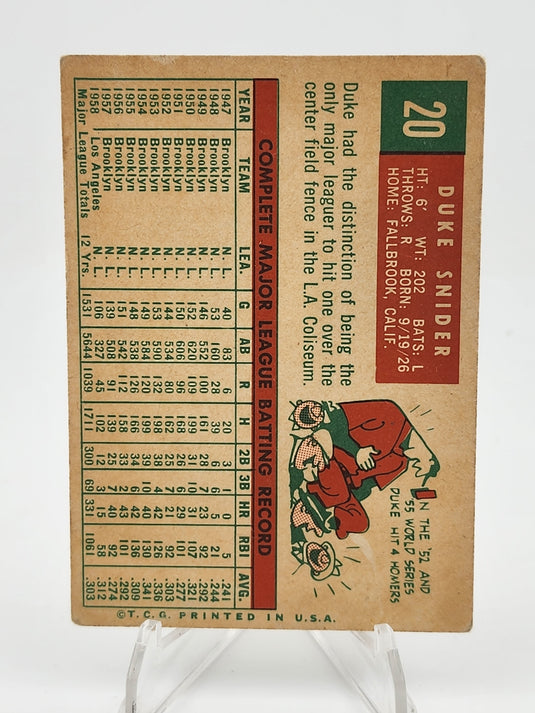 20
DUKE SNIDER
HT: 6' WT: 202 BATS: L
THROWS: R BORN: 9/19/26
HOME: FALLBROOK, CALIF.
Duke had the distinction of being the
only major leaguer to hit one over the
center field fence in the L.A. Coliseum.
IN THE '52 AND
'55 WORLD SERIES
DUKE HIT 4 HOMERS
COMPLETE MAJOR LEAGUE BATTING RECORD
YEAR TEAM LEA. G AB R H 2B 3B HR RBI AVG.
1947 Brooklyn N. L. 40 83 6 20 3 1 0 5 .241
1948 Brooklyn N. L. 53 160 28 39 6 6 5 21 .244
1949 Brooklyn N. L. 146 552 100 161 28 7 23 92 .292
1950 Brooklyn N. L. 152 620 109 199 31 10 31 107 .321
1951 Brooklyn N. L. 150 606 96 168 26 6 29 101 .277
1952 Brooklyn N. L. 144 534 80 162 25 7 21 92 .303
1953 Brooklyn N. L. 153 590 132 198 38 4 42 126 .336
1954 Brooklyn N. L. 149 584 120 199 39 10 40 130 .341
1955 Brooklyn N. L. 148 538 126 166 34 6 42 136 .309
1956 Brooklyn N. L. 151 542 112 158 33 2 43 101 .292
1957 Brooklyn N. L. 139 508 91 139 25 7 40 92 .274
1958 Los Angeles N. L. 106 327 45 102 12 3 15 58 .312
Major League Totals 12 Yrs. 1531 5644 1039 1711 300 69 331 1061 .303
©T.C.G. PRINTED IN U.S.A.